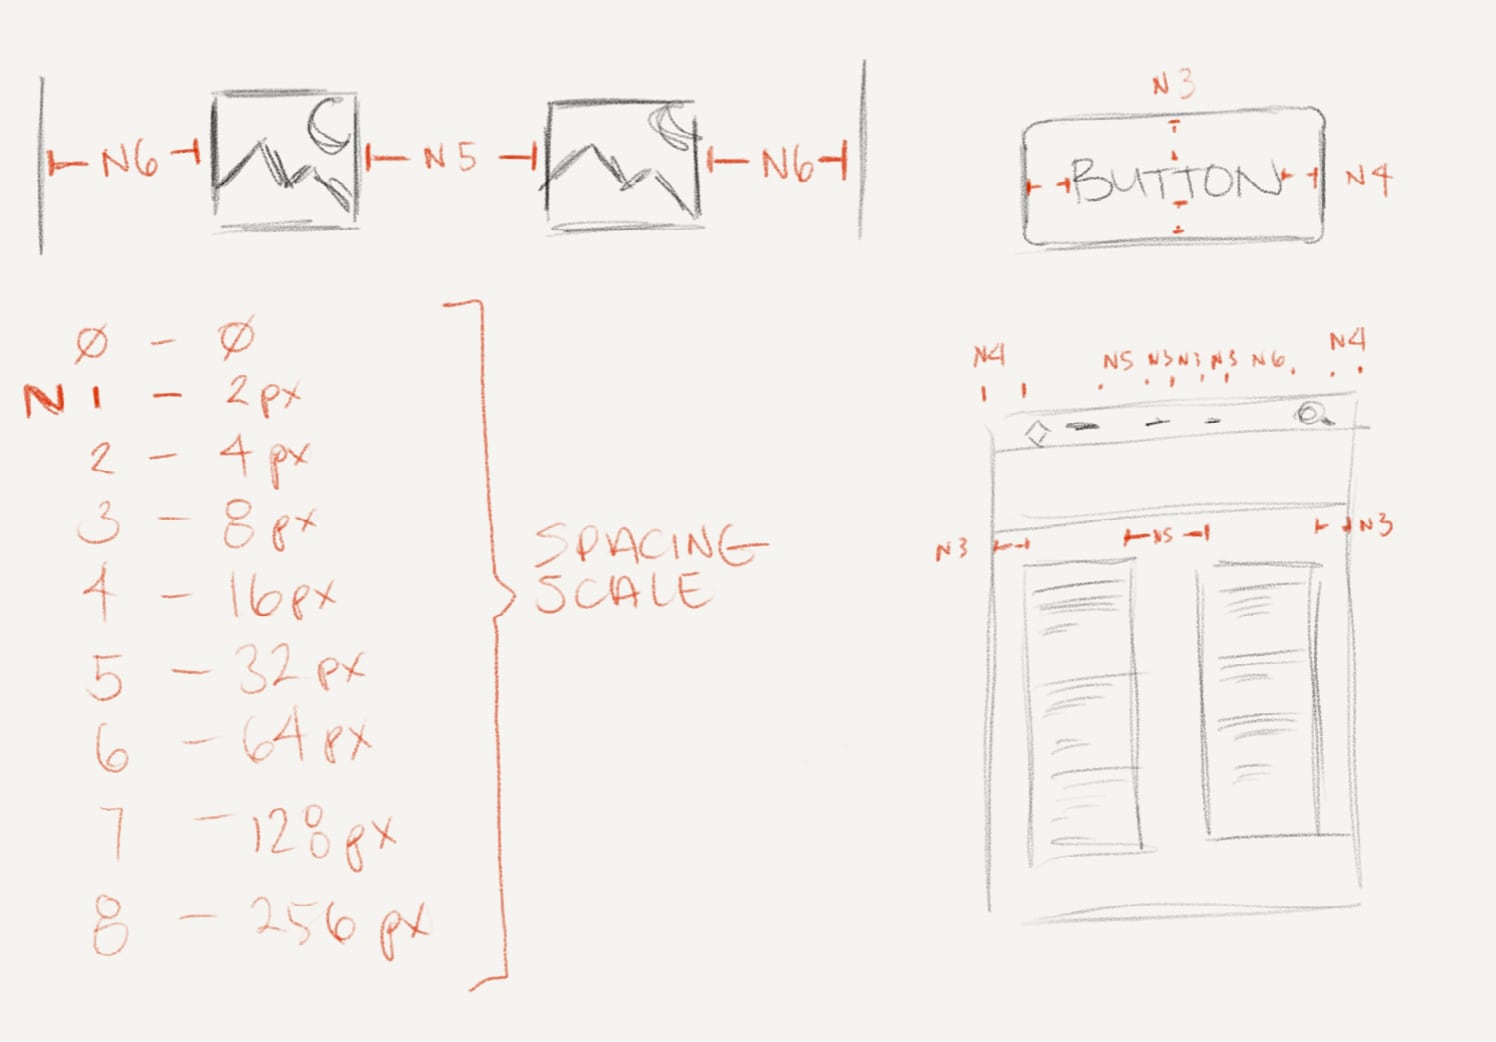 N6
N5
N6
N3
BUTTON
N4
Ø - Ø
N 1 - 2px
2 - 4px
3 - 8px
4 - 16px
5 - 32px
6 - 64px
7 - 128px
8 - 256px
SPACING
SCALE
N4
N5 N3 N3 N3 N6
N4
N3
N5
N3